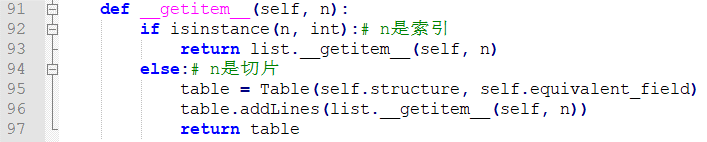 91 def __getitem__(self, n):
92 if isinstance(n, int):# n是索引
93 return list.__getitem__(self, n)
94 else:# n是切片
95 table = Table(self.structure, self.equivalent_field)
96 table.addLines(list.__getitem__(self, n))
97 return table